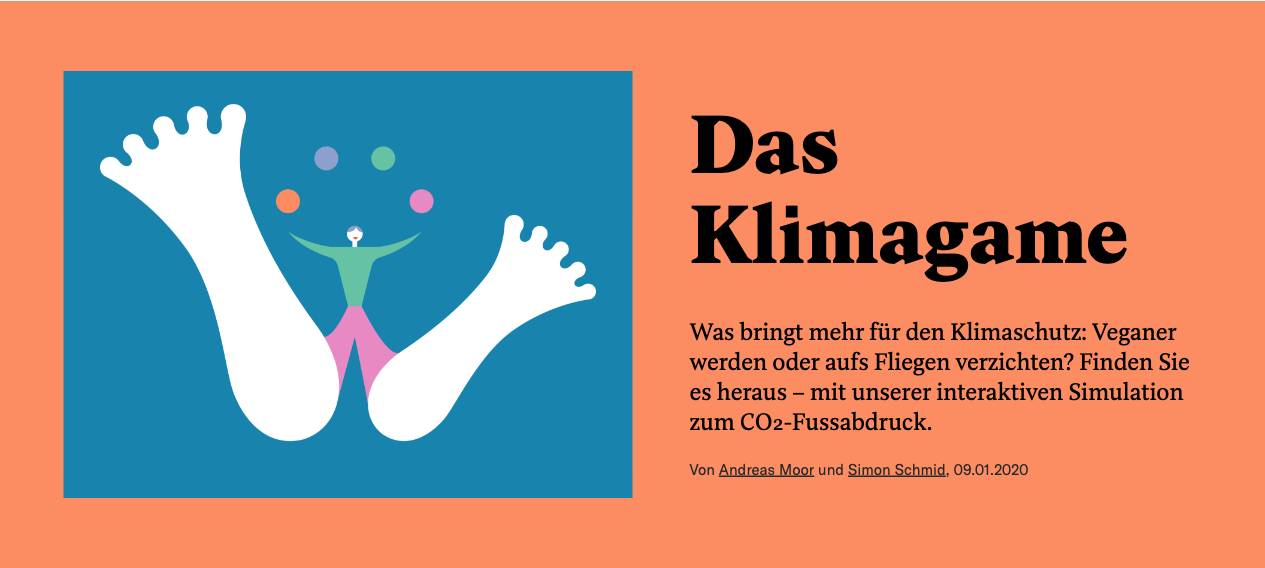 Das
Klimagame
Was bringt mehr für den Klimaschutz: Veganer
werden oder aufs Fliegen verzichten? Finden Sie
es heraus – mit unserer interaktiven Simulation
zum CO2-Fussabdruck.
Von Andreas Moor und Simon Schmid, 09.01.2020